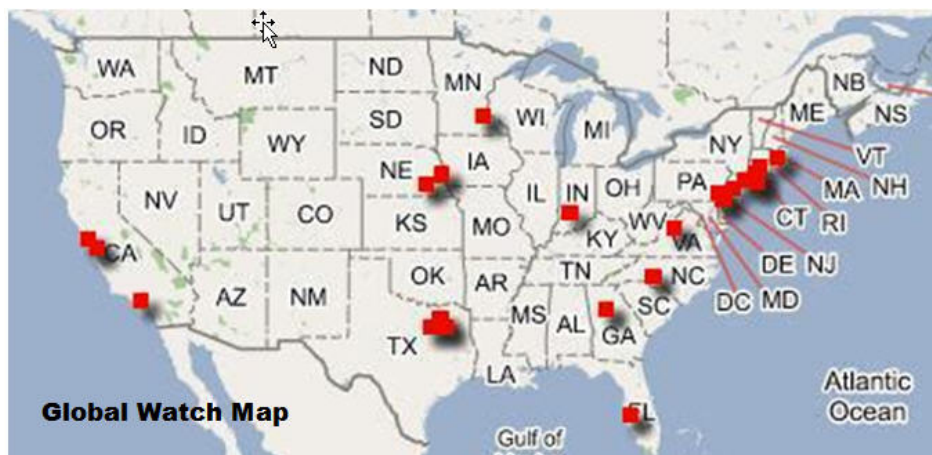 WA
MT
ND
MN
NB
ME
NS
OR
ID
SD
WI
MI
NY
VT
WY
NH
NE
IA
PA
MA
NV
IL
IN
OH
CT
RI
UT
CO
KS
MO
WV
KY
VA
CA
DE
NJ
OK
TN
NC
AZ
NM
AR
SC
DC
MD
MS
AL
GA
TX
LA
Atlantic
Ocean
Global Watch Map
FL
Gulf of